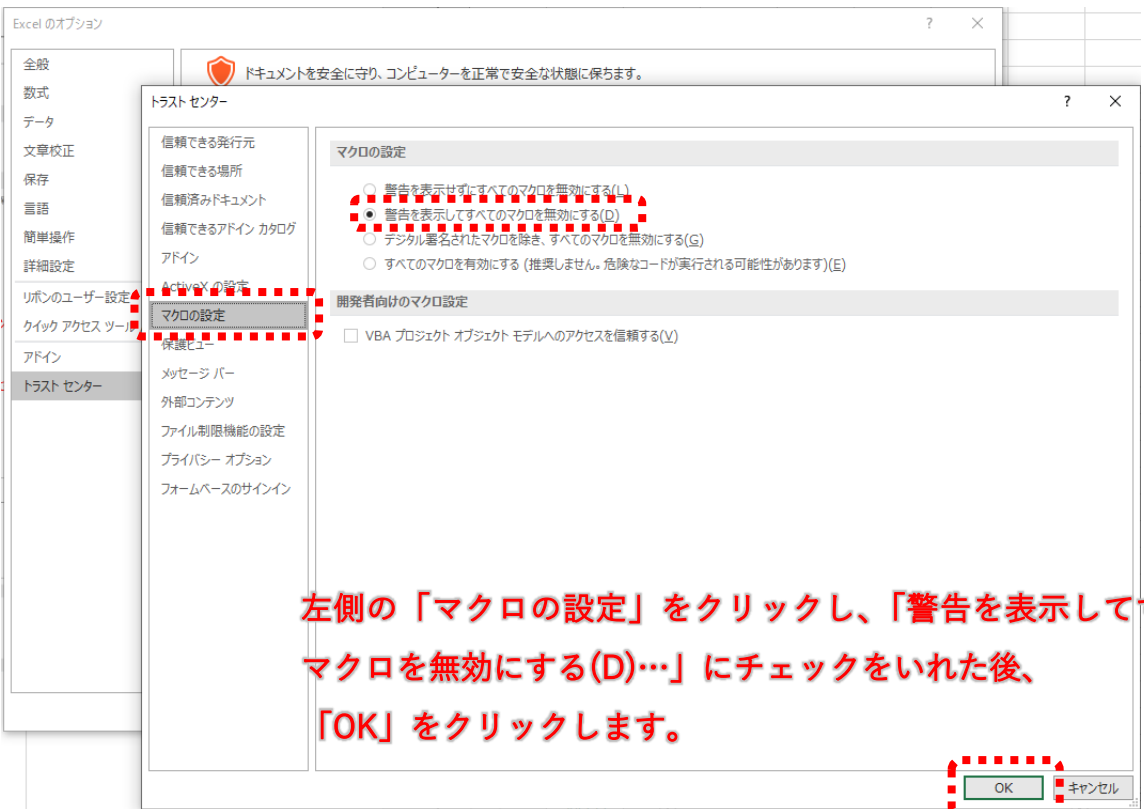 Excel のオプション
?
全般
数式
データ
文章校正
保存
言語
簡単操作
詳細設定
リボンのユーザー設定
クイック アクセス ツール
アドイン
トラスト センター
ドキュメントを安全に守り、コンピューターを正常で安全な状態に保ちます。
トラスト センター
?
信頼できる発行元
信頼できる場所
信頼済みドキュメント
信頼できるアドイン カタログ
アドイン
ActiveX の設定
マクロの設定
保護ビュー
メッセージ バー
外部コンテンツ
ファイル制限機能の設定
プライバシー オプション
フォームベースのサインイン
マクロの設定
警告を表示せずにすべてのマクロを無効にする(L)
警告を表示してすべてのマクロを無効にする(D)
デジタル署名されたマクロを除き、すべてのマクロを無効にする(G)
すべてのマクロを有効にする (推奨しません。危険なコードが実行される可能性があります)(E)
開発者向けのマクロ設定
VBA プロジェクト オブジェクト モデルへのアクセスを信頼する(V)
左側の「マクロの設定」をクリックし、「警告を表示して
マクロを無効にする(D)…」にチェックをいれた後、
「OK」をクリックします。
OK
キャンセル